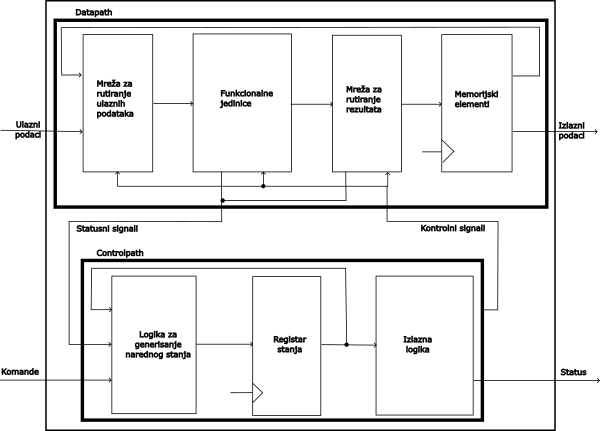 Datapath
Mreža za
rutiranje
ulaznih
podataka
Funkcionalne
jedinice
Mreža za
rutiranje
rezultata
Memorijski
elementi
Ulazni
podaci
Izlazni
podaci
Statusni signali
Kontrolni signali
Controlpath
Logika za
generisanje
narednog stanja
Registar
stanja
Izlazna
logika
Komande
Status